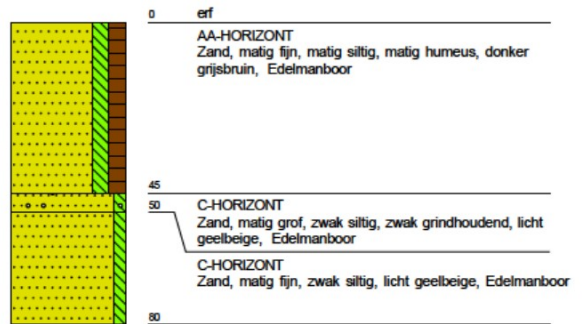 0 erf
AA-HORIZONT
Zand, matig fijn, matig siltig, matig humeus, donker
grijsbruin, Edelmanboor
45
50
C-HORIZONT
Zand, matig grof, zwak siltig, zwak grindhoudend, licht
geelbeige, Edelmanboor
C-HORIZONT
Zand, matig fijn, zwak siltig, licht geelbeige, Edelmanboor
80